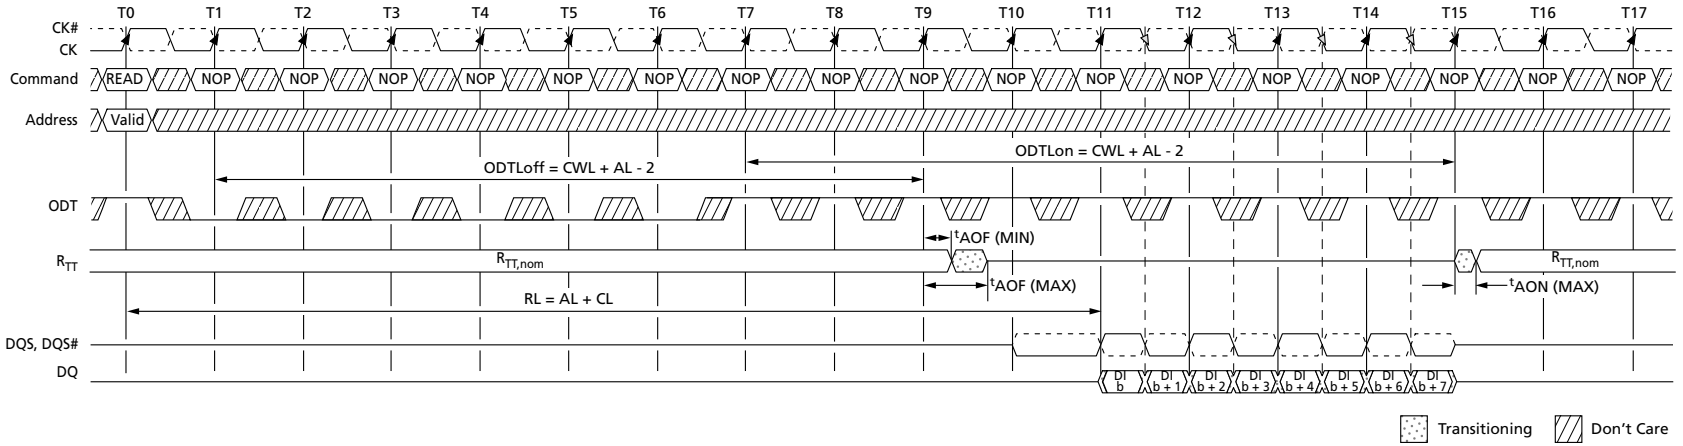 T0 T1 T2 T3 T4 T5 T6 T7 T8 T9 T10 T11 T12 T13 T14 T15 T16 T17
CK#
CK
Command READ NOP NOP NOP NOP NOP NOP NOP NOP NOP NOP NOP NOP NOP NOP NOP NOP NOP
Address Valid
ODTLon = CWL + AL - 2
ODTLoff = CWL + AL - 2
ODT
tAOF (MIN)
RTT RTT,nom RTT,nom
tAOF (MAX) tAON (MAX)
RL = AL + CL
DQS, DQS#
DQ DI b DI b + 1 DI b + 2 DI b + 3 DI b + 4 DI b + 5 DI b + 6 DI b + 7
Transitioning Don't Care